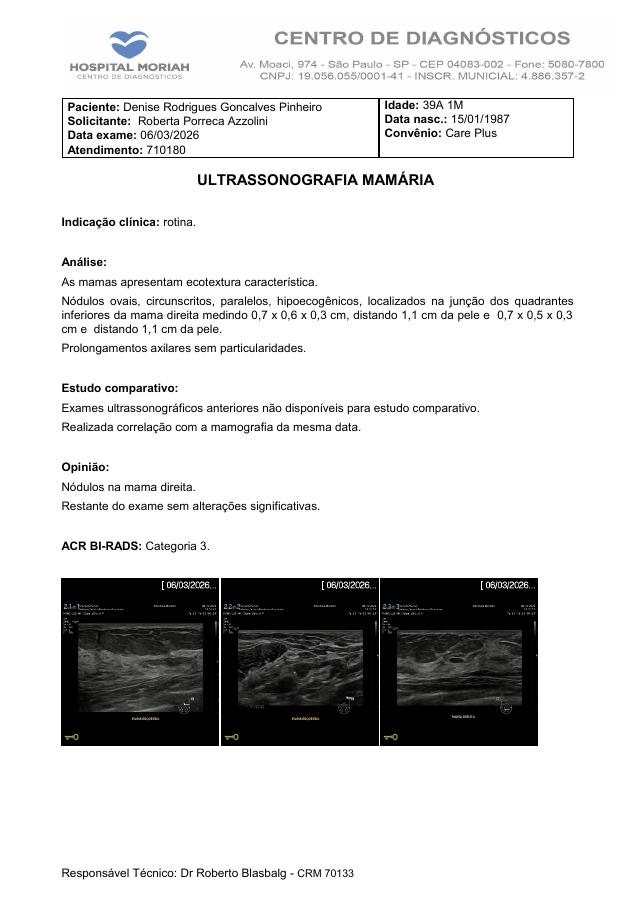 HOSPITAL MORIAH
CENTRO DE DIAGNÓSTICOS
CENTRO DE DIAGNÓSTICOS
Av. Moaci, 974 - São Paulo - SP - CEP 04083-002 - Fone: 5080-7800
CNPJ: 19.056.055/0001-41 - INSCR. MUNICIAL: 4.886.357-2
Paciente: Denise Rodrigues Goncalves Pinheiro
Solicitante: Roberta Porreca Azzolini
Data exame: 06/03/2026
Atendimento: 710180
Idade: 39A 1M
Data nasc.: 15/01/1987
Convênio: Care Plus
ULTRASSONOGRAFIA MAMÁRIA
Indicação clínica: rotina.
Análise:
As mamas apresentam ecotextura característica.
Nódulos ovais, circunscritos, paralelos, hipoecogênicos, localizados na junção dos quadrantes
inferiores da mama direita medindo 0,7 x 0,6 x 0,3 cm, distando 1,1 cm da pele e 0,7 x 0,5 x 0,3
cm e distando 1,1 cm da pele.
Prolongamentos axilares sem particularidades.
Estudo comparativo:
Exames ultrassonográficos anteriores não disponíveis para estudo comparativo.
Realizada correlação com a mamografia da mesma data.
Opinião:
Nódulos na mama direita.
Restante do exame sem alterações significativas.
ACR BI-RADS: Categoria 3.
[ 06/03/2026...
[ 06/03/2026...
[ 06/03/2026...
MAMA ESQUERDA
MAMA ESQUERDA
MAMA DIREITA
Responsável Técnico: Dr Roberto Blasbalg - CRM 70133